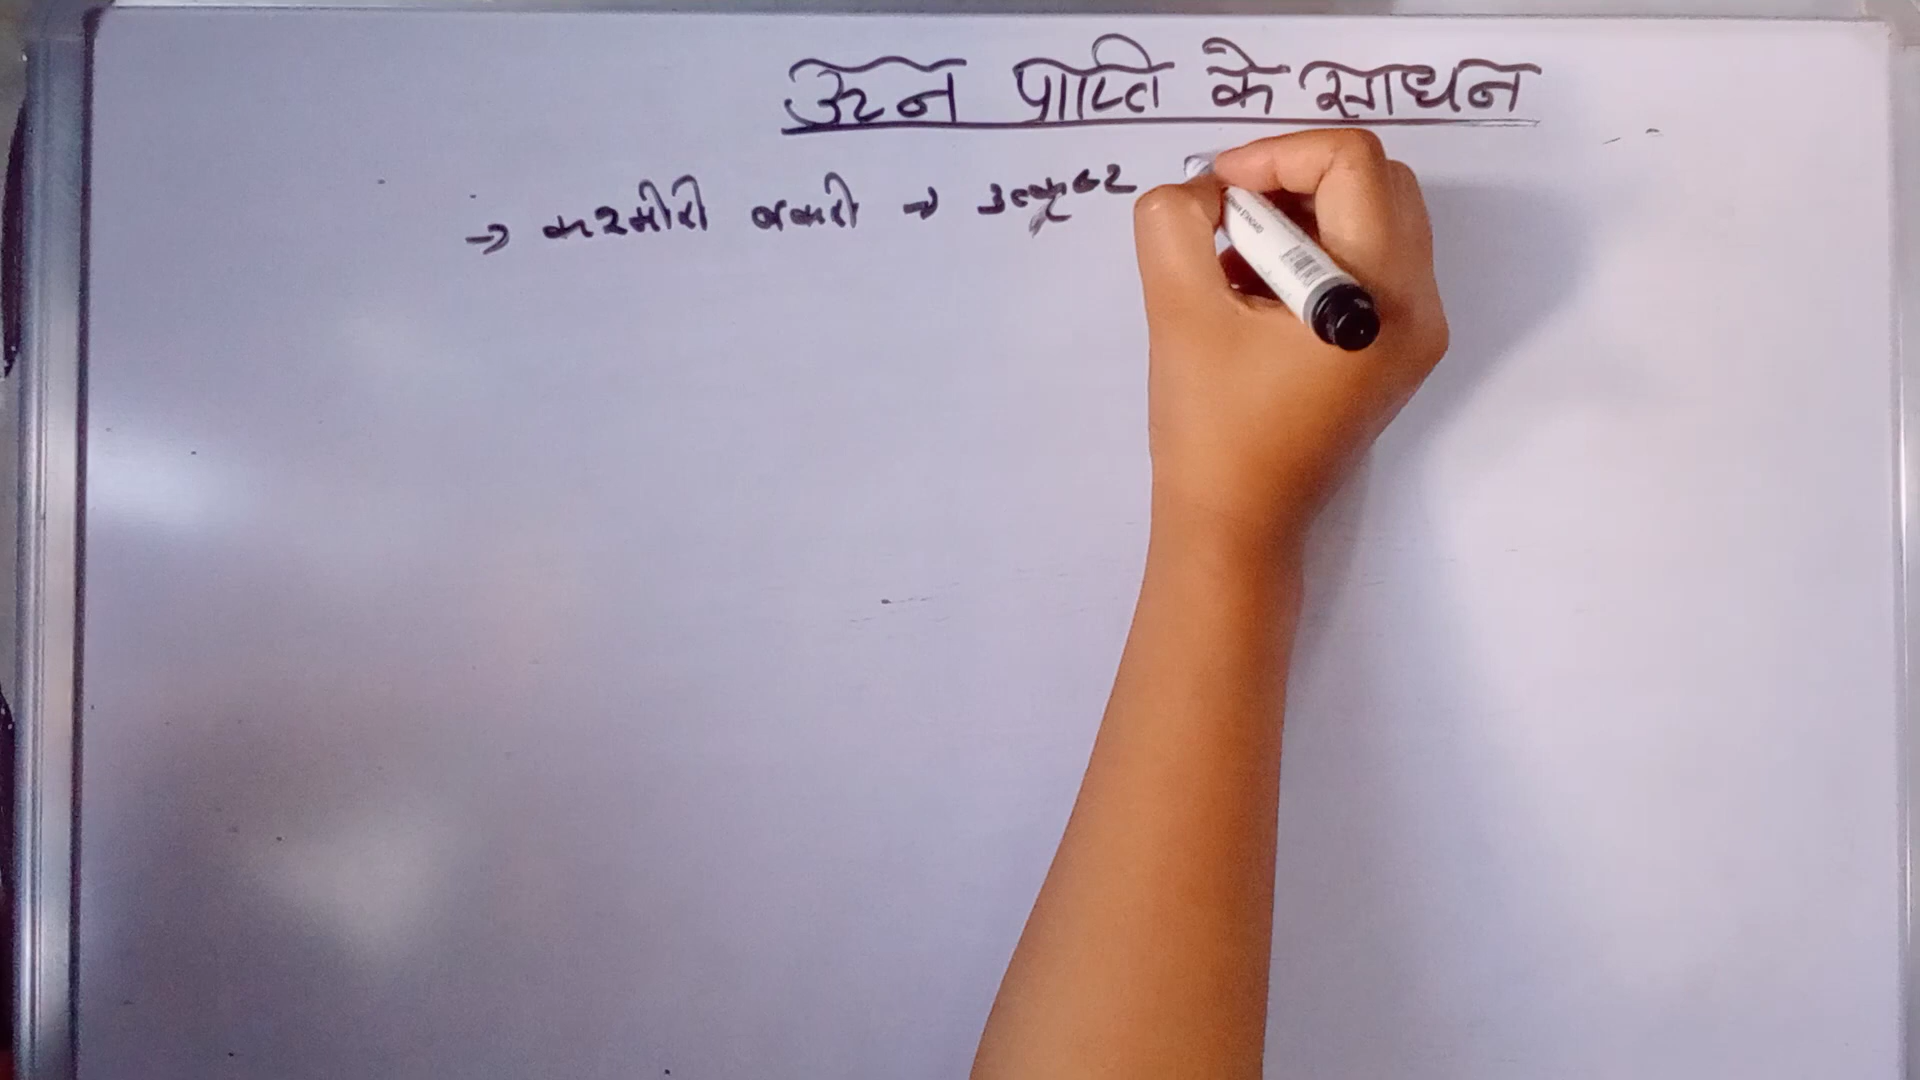 ऊन प्राप्ति के साधन
→ कश्मीरी बकरी → उत्कृष्ट